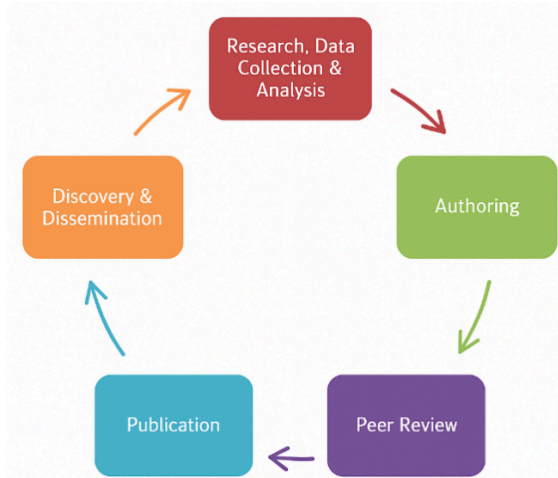 Research, Data
Collection &
Analysis
Authoring
Peer Review
Publication
Discovery &
Dissemination